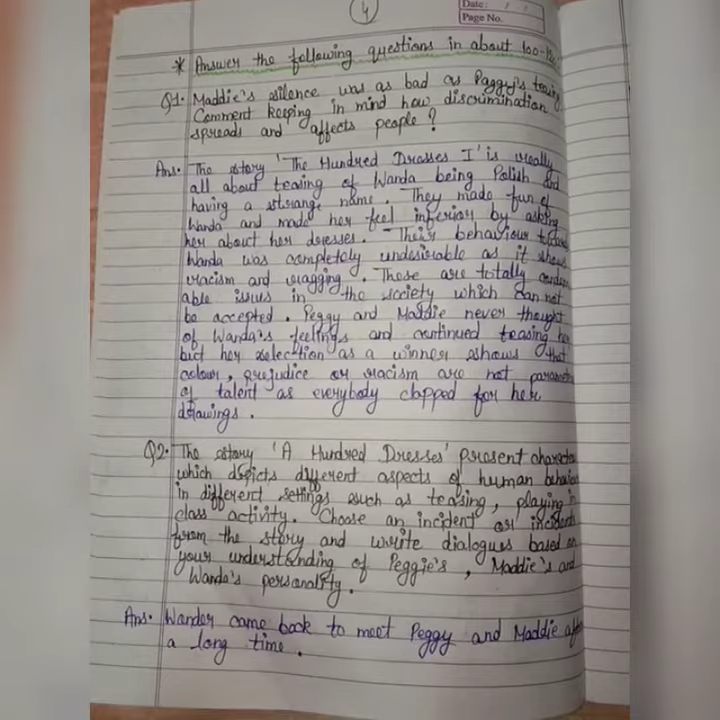 4
Date: / /
Page No.
* Answer the following questions in about 100-
Q1. Maddie's silence was as bad as Paggy's teasing
Comment keeping in mind how discrimination
spreads and affects people?
Ans. The story 'The Hundred Dresses I' is really
all about teasing of Wanda being Polish and
having a strange name. They made fun of
Wanda and made her feel inferior by asking
her about her dresses. Their behaviour
Wanda was completely undesirable as it shows
racism and ragging. These are totally
able issues in the society which can not
be accepted. Peggy and Maddie never thought
of Wanda's feelings and continued teasing her
but her selection as a winner shows that
colour, prejudice or racism are not
of talent as everybody clapped for her
drawings.
Q2. The story 'A Hundred Dresses' present character
which depicts different aspects of human behaviour
in different settings such as teasing, playing in
class activity. Choose an incident or incidents
from the story and write dialogues based on
your understanding of Peggie's, Maddie's and
Wanda's personality.
Ans. Wander came back to meet Peggy and Maddie after
a long time.